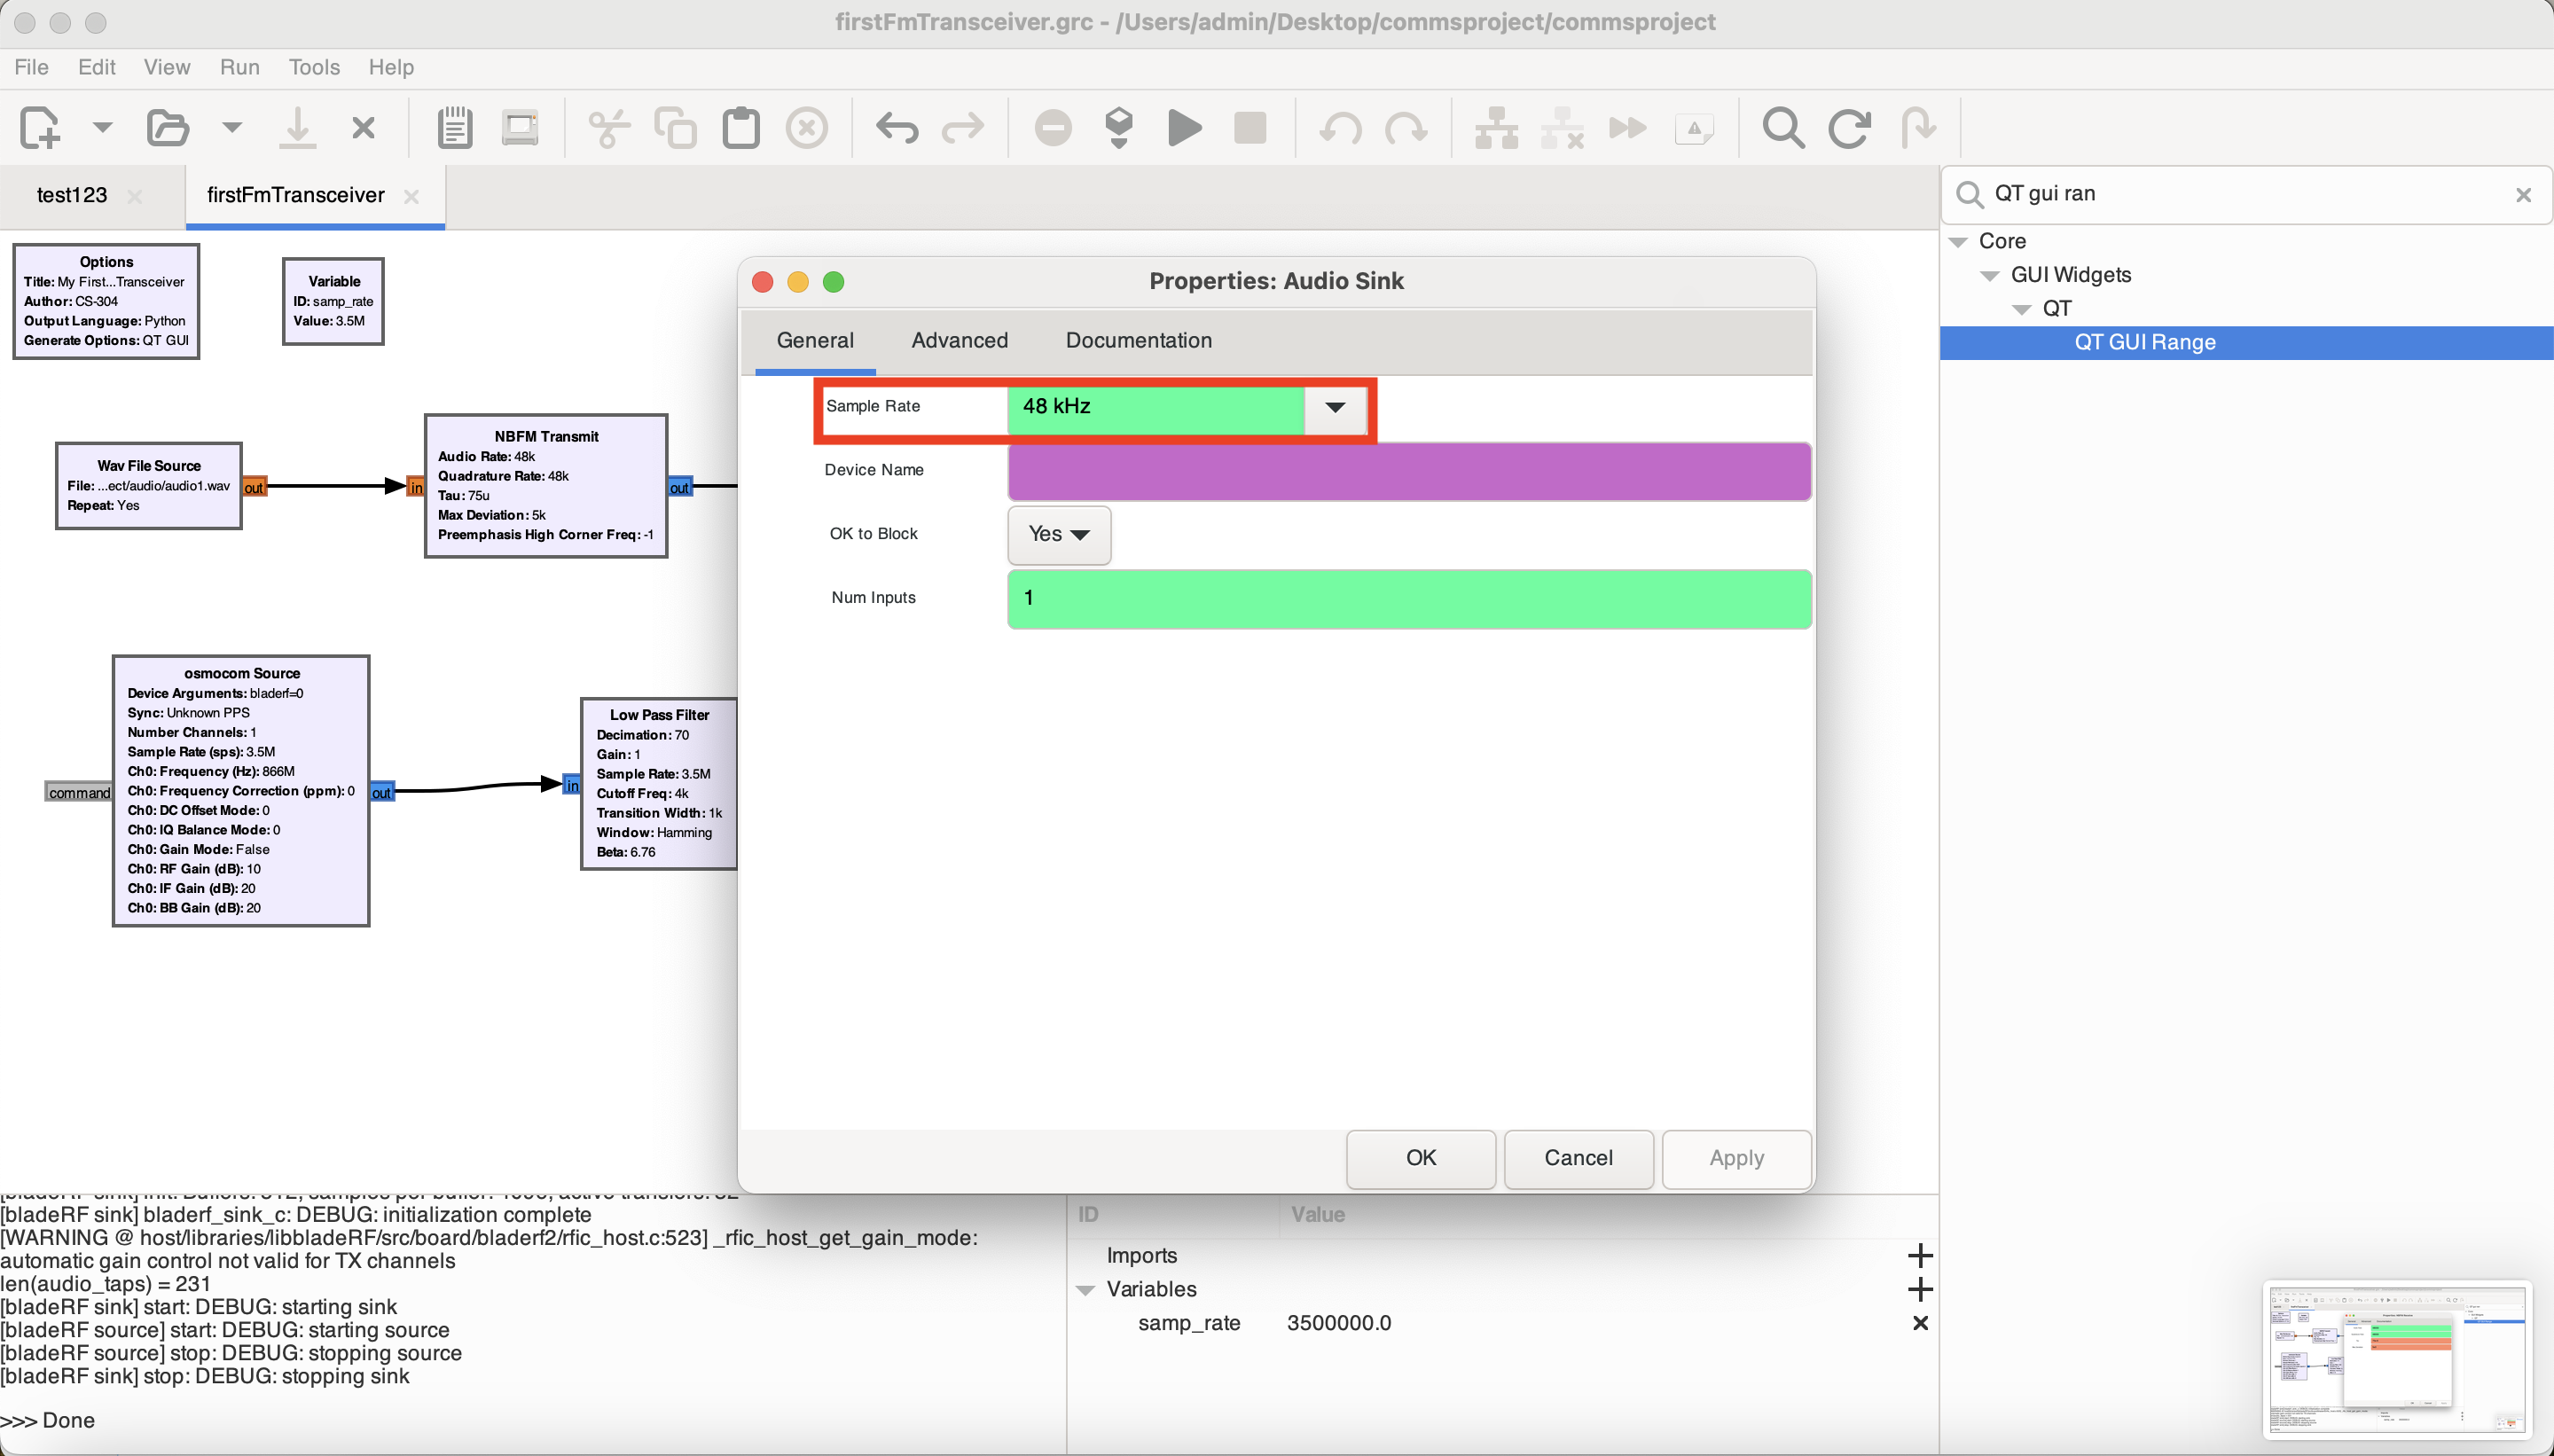 firstFmTransceiver.grc - /Users/admin/Desktop/commsproject/commsproject
File Edit View Run Tools Help
test123
firstFmTransceiver
QT gui ran
Core
GUI Widgets
QT
QT GUI Range
Options
Title: My First...Transceiver
Author: CS-304
Output Language: Python
Generate Options: QT GUI
Variable
ID: samp_rate
Value: 3.5M
Wav File Source
File: ...ect/audio/audio1.wav
Repeat: Yes
out
in
NBFM Transmit
Audio Rate: 48k
Quadrature Rate: 48k
Tau: 75u
Max Deviation: 5k
Preemphasis High Corner Freq: -1
out
osmocom Source
Device Arguments: bladerf=0
Sync: Unknown PPS
Number Channels: 1
Sample Rate (sps): 3.5M
Ch0: Frequency (Hz): 866M
Ch0: Frequency Correction (ppm): 0
Ch0: DC Offset Mode: 0
Ch0: IQ Balance Mode: 0
Ch0: Gain Mode: False
Ch0: RF Gain (dB): 10
Ch0: IF Gain (dB): 20
Ch0: BB Gain (dB): 20
command
out
in
Low Pass Filter
Decimation: 70
Gain: 1
Sample Rate: 3.5M
Cutoff Freq: 4k
Transition Width: 1k
Window: Hamming
Beta: 6.76
Properties: Audio Sink
General Advanced Documentation
Sample Rate 48 kHz
Device Name
OK to Block Yes
Num Inputs 1
OK Cancel Apply
[bladeRF sink] bladerf_sink_c: DEBUG: initialization complete
[WARNING @ host/libraries/libbladeRF/src/board/bladerf2/rfic_host.c:523] _rfic_host_get_gain_mode:
automatic gain control not valid for TX channels
len(audio_taps) = 231
[bladeRF sink] start: DEBUG: starting sink
[bladeRF source] start: DEBUG: starting source
[bladeRF source] stop: DEBUG: stopping source
[bladeRF sink] stop: DEBUG: stopping sink
>>> Done
ID Value
Imports
Variables
samp_rate 3500000.0